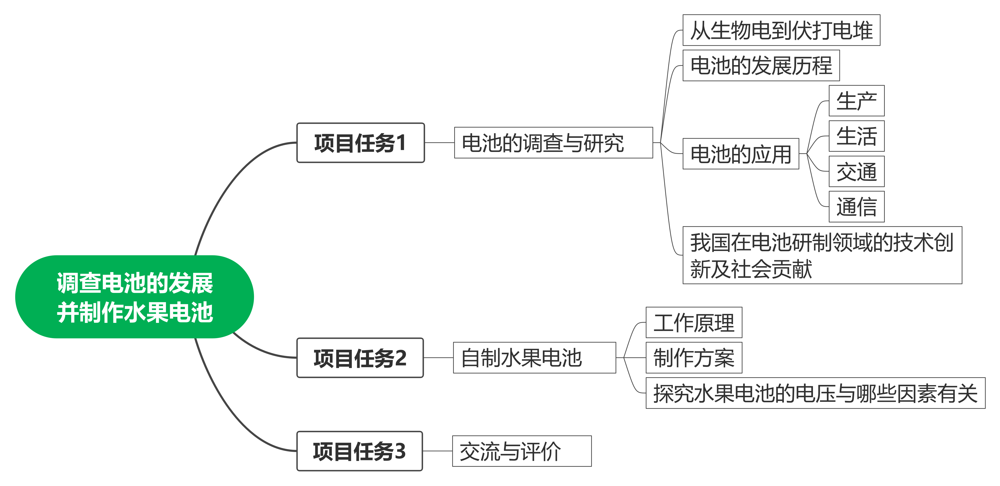 调查电池的发展
并制作水果电池
项目任务1
电池的调查与研究
从生物电到伏打电堆
电池的发展历程
电池的应用
生产
生活
交通
通信
我国在电池研制领域的技术创
新及社会贡献
项目任务2
自制水果电池
工作原理
制作方案
探究水果电池的电压与哪些因素有关
项目任务3
交流与评价